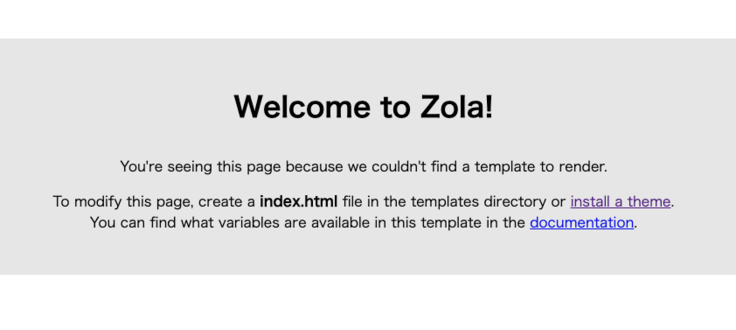 Welcome to Zola!
You're seeing this page because we couldn't find a template to render.
To modify this page, create a index.html file in the templates directory or install a theme.
You can find what variables are available in this template in the documentation.